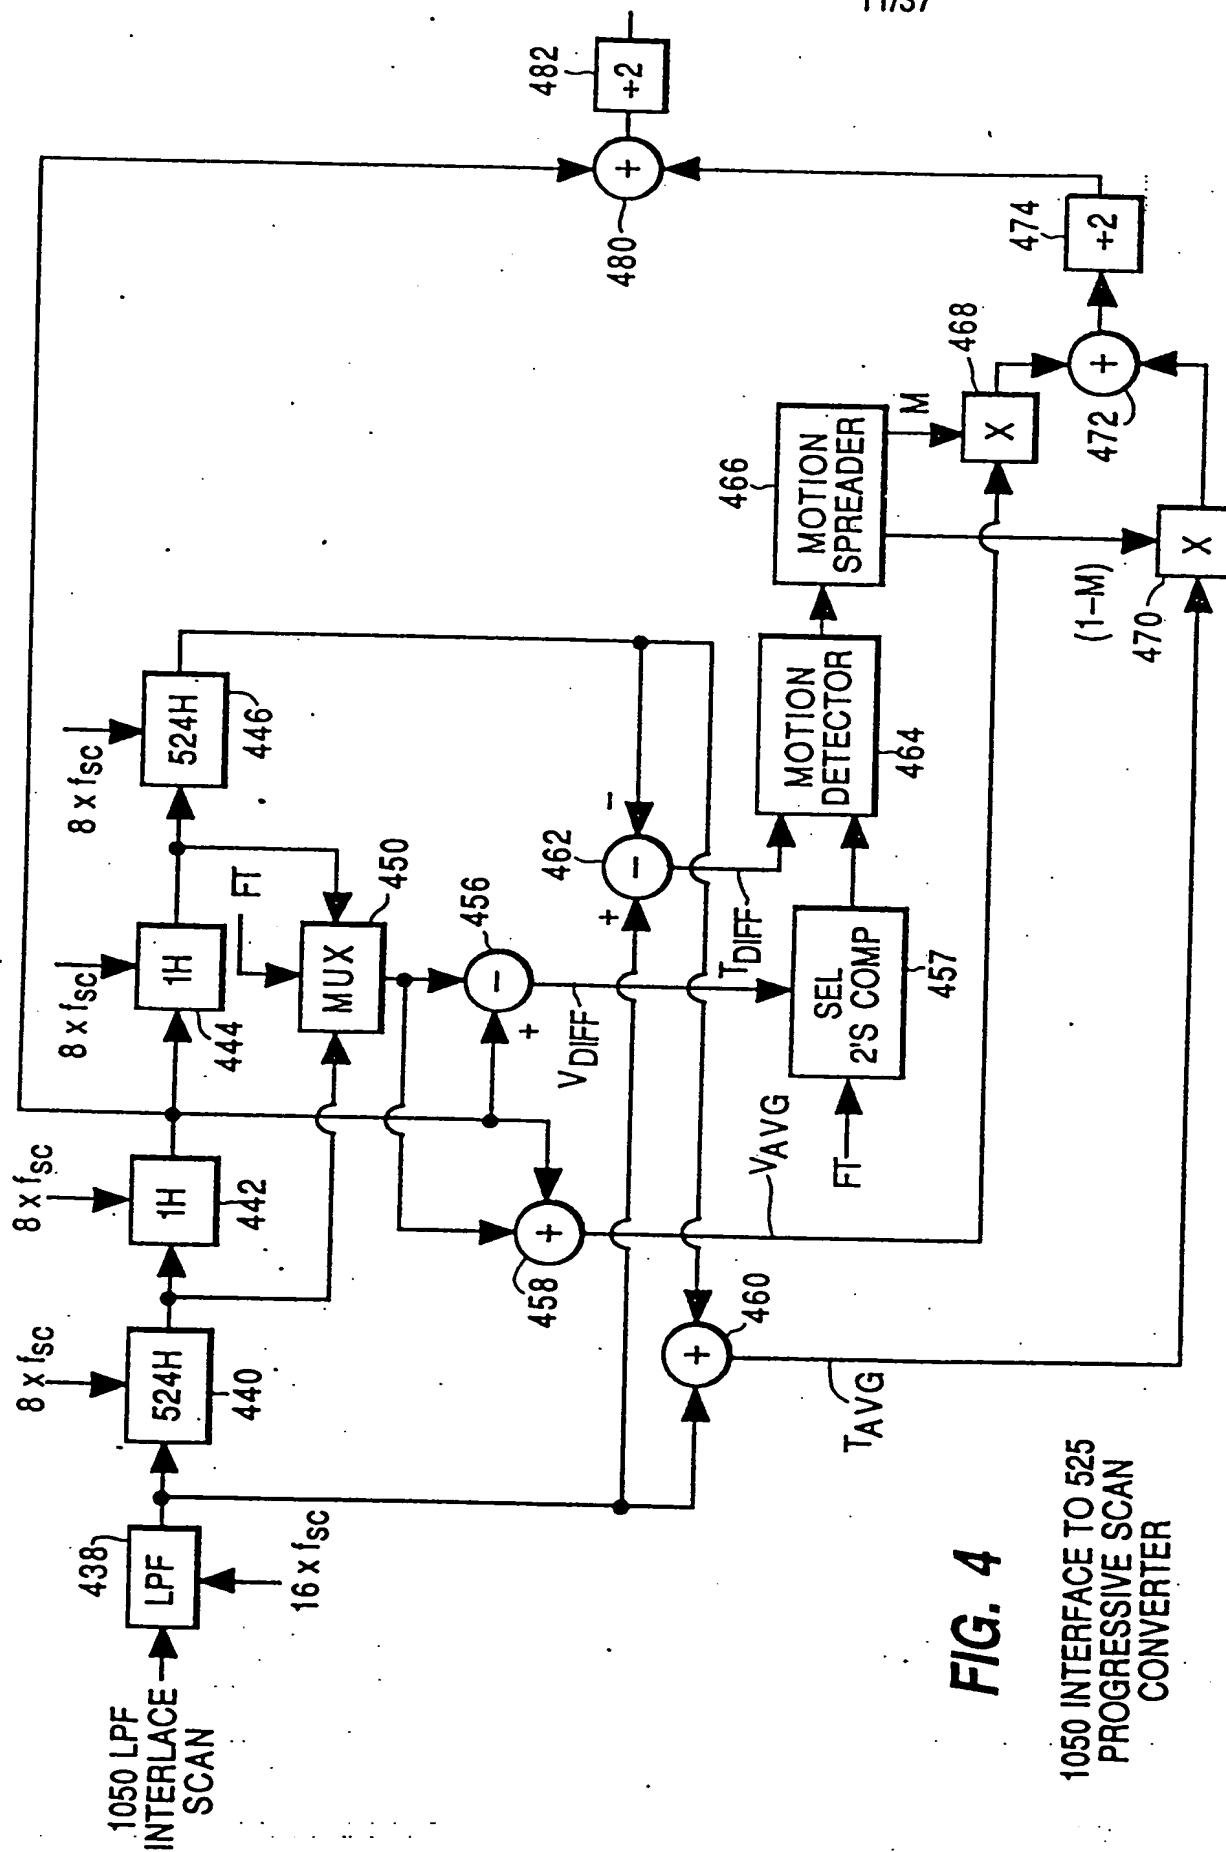 11/37
1050 LPF
INTERLACE
SCAN
438
LPF
16 x fSC
8 x fSC
524H
440
8 x fSC
1H
442
8 x fSC
1H
444
8 x fSC
524H
446
FT
MUX
450
456
−
+
VDIFF
458
+
460
+
TAVG
VAVG
462
−
+
−
TDIFF
FT
SEL
2'S COMP
457
MOTION
DETECTOR
464
MOTION
SPREADER
466
M
(1−M)
468
X
470
X
472
+
474
+2
480
+
482
+2
FIG. 4
1050 INTERFACE TO 525
PROGRESSIVE SCAN
CONVERTER